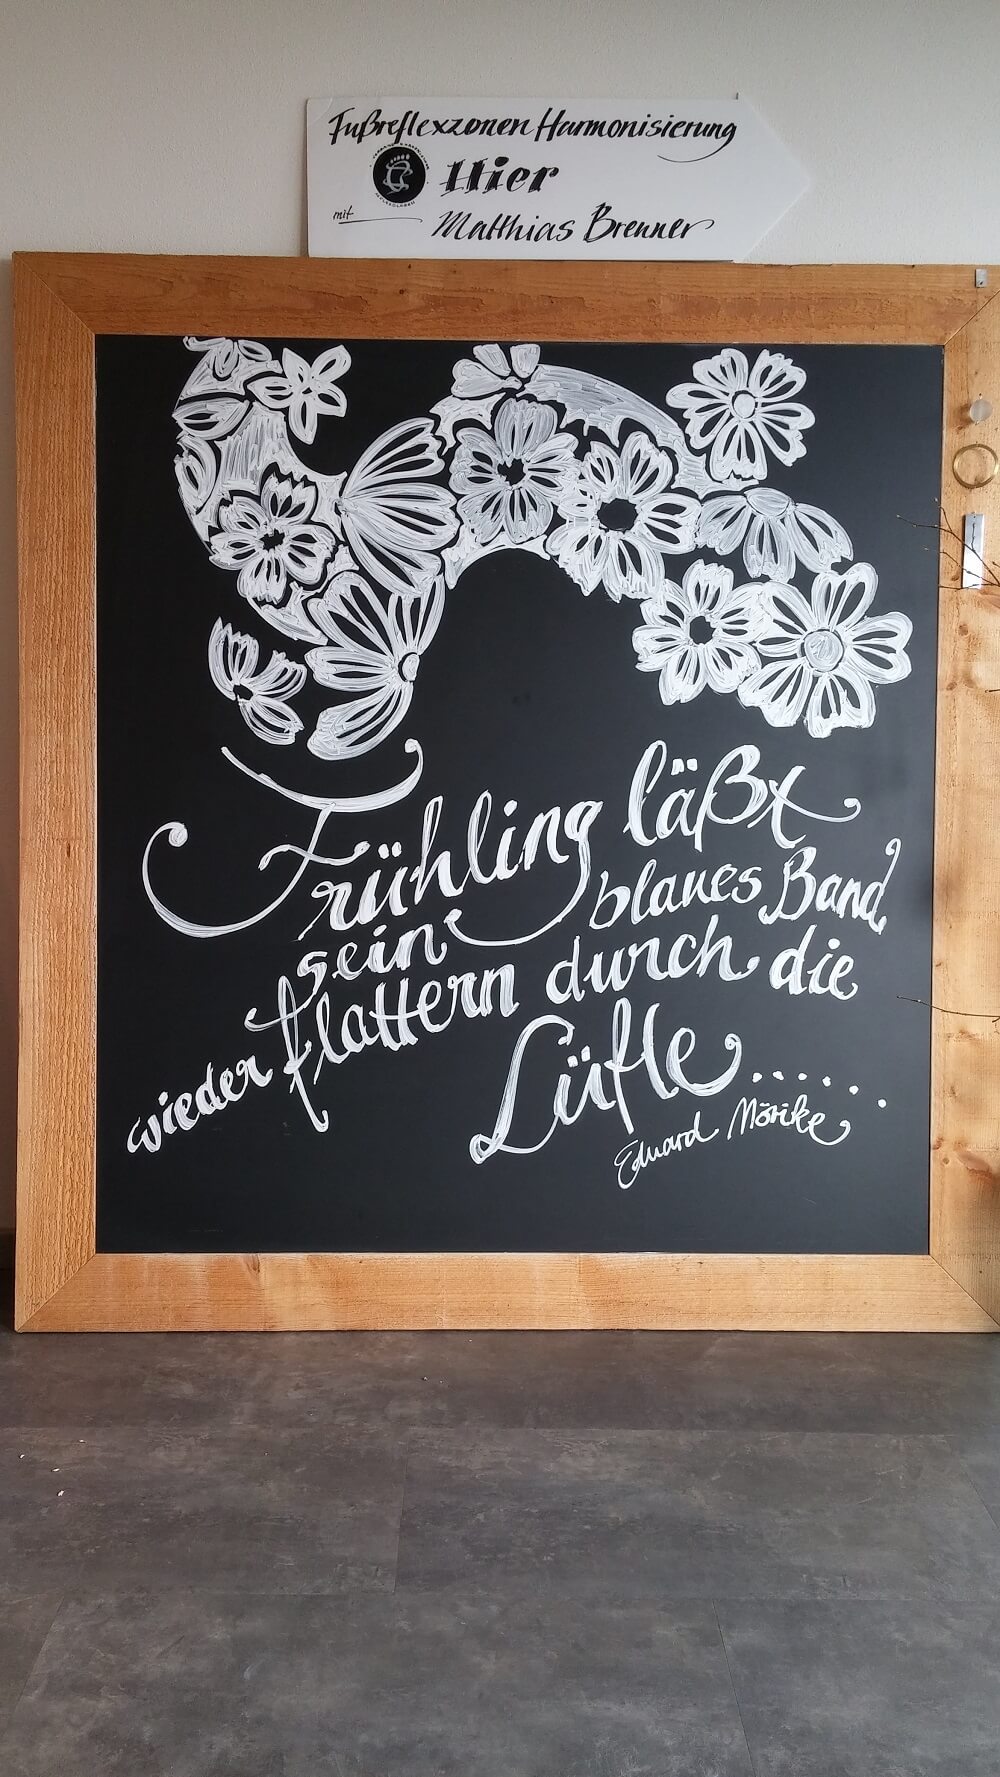 Fußreflexzonen Harmonisierung
Hier
mit Matthias Brenner
Frühling läßt
sein blaues Band
wieder flattern durch die
Lüfte.....
Eduard Mörike